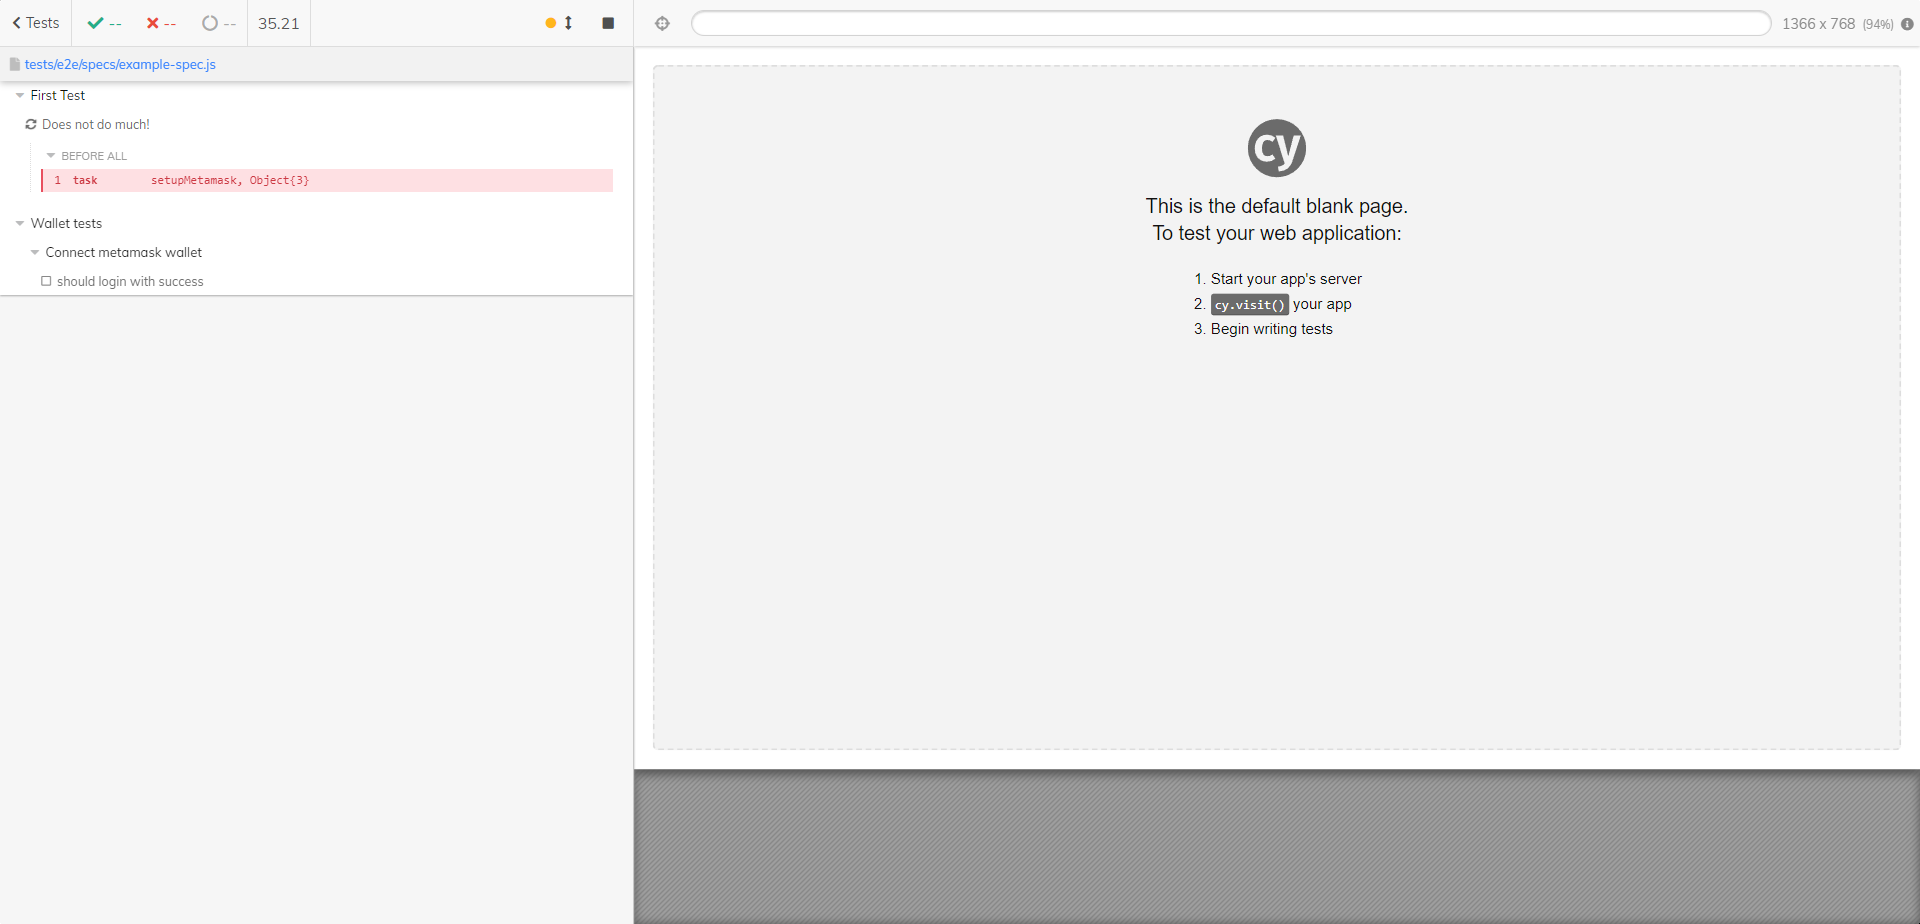 Tests
--
--
--
35.21
1366 x 768 (94%)
tests/e2e/specs/example-spec.js
First Test
Does not do much!
BEFORE ALL
1 task setupMetamask, Object{3}
Wallet tests
Connect metamask wallet
should login with success
cy
This is the default blank page.
To test your web application:
1. Start your app's server
2. cy.visit() your app
3. Begin writing tests